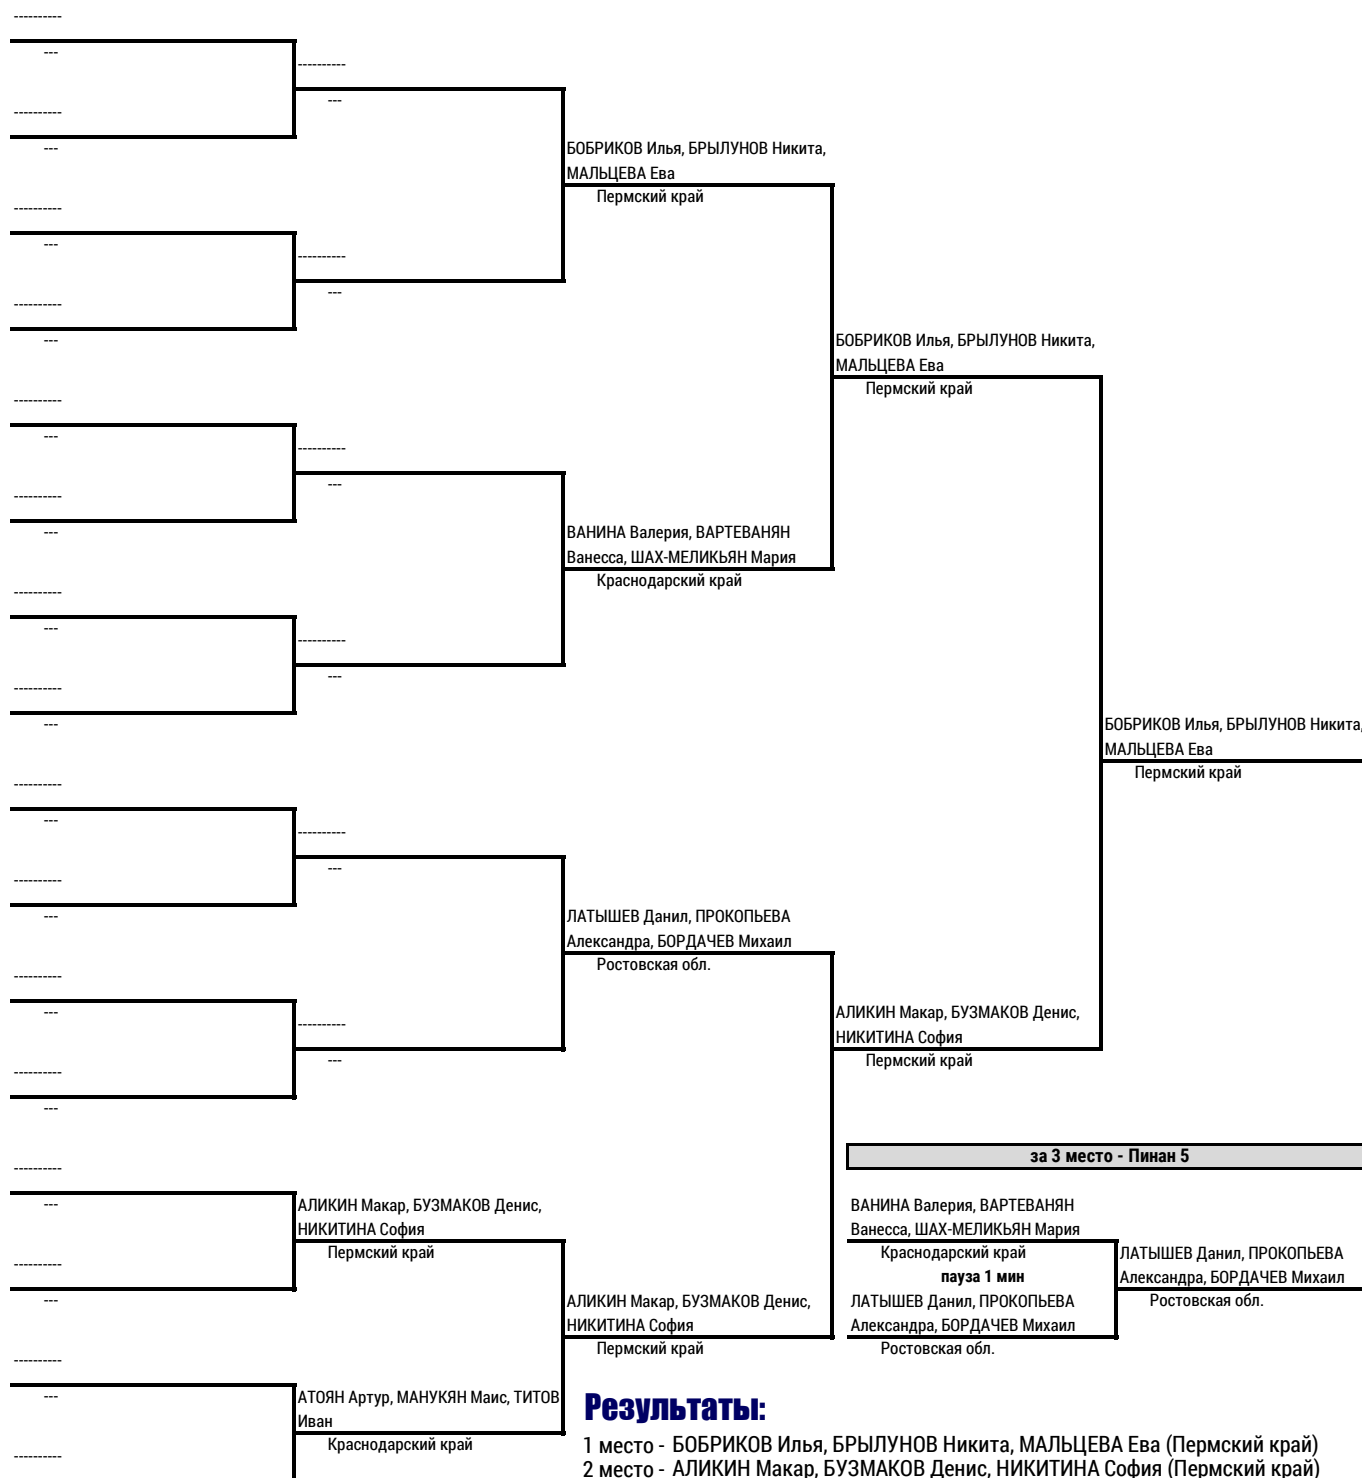 ----------
---
----------
---
----------
---
----------
---
----------
---
----------
---
----------
---
----------
---
----------
---
----------
---
----------
---
----------
---
----------
---
----------
---
----------
---
----------
----------
---
----------
---
----------
---
----------
---
----------
---
----------
---
АЛИКИН Макар, БУЗМАКОВ Денис,
НИКИТИНА София
Пермский край
АТОЯН Артур, МАНУКЯН Маис, ТИТОВ
Иван
Краснодарский край
БОБРИКОВ Илья, БРЫЛУНОВ Никита,
МАЛЬЦЕВА Ева
Пермский край
ВАНИНА Валерия, ВАРТЕВАНЯН
Ванесса, ШАХ-МЕЛИКЬЯН Мария
Краснодарский край
ЛАТЫШЕВ Данил, ПРОКОПЬЕВА
Александра, БОРДАЧЕВ Михаил
Ростовская обл.
АЛИКИН Макар, БУЗМАКОВ Денис,
НИКИТИНА София
Пермский край
БОБРИКОВ Илья, БРЫЛУНОВ Никита,
МАЛЬЦЕВА Ева
Пермский край
АЛИКИН Макар, БУЗМАКОВ Денис,
НИКИТИНА София
Пермский край
БОБРИКОВ Илья, БРЫЛУНОВ Никита,
МАЛЬЦЕВА Ева
Пермский край
за 3 место - Пинан 5
ВАНИНА Валерия, ВАРТЕВАНЯН
Ванесса, ШАХ-МЕЛИКЬЯН Мария
Краснодарский край
пауза 1 мин
ЛАТЫШЕВ Данил, ПРОКОПЬЕВА
Александра, БОРДАЧЕВ Михаил
Ростовская обл.
ЛАТЫШЕВ Данил, ПРОКОПЬЕВА
Александра, БОРДАЧЕВ Михаил
Ростовская обл.
Результаты:
1 место - БОБРИКОВ Илья, БРЫЛУНОВ Никита, МАЛЬЦЕВА Ева (Пермский край)
2 место - АЛИКИН Макар, БУЗМАКОВ Денис, НИКИТИНА София (Пермский край)